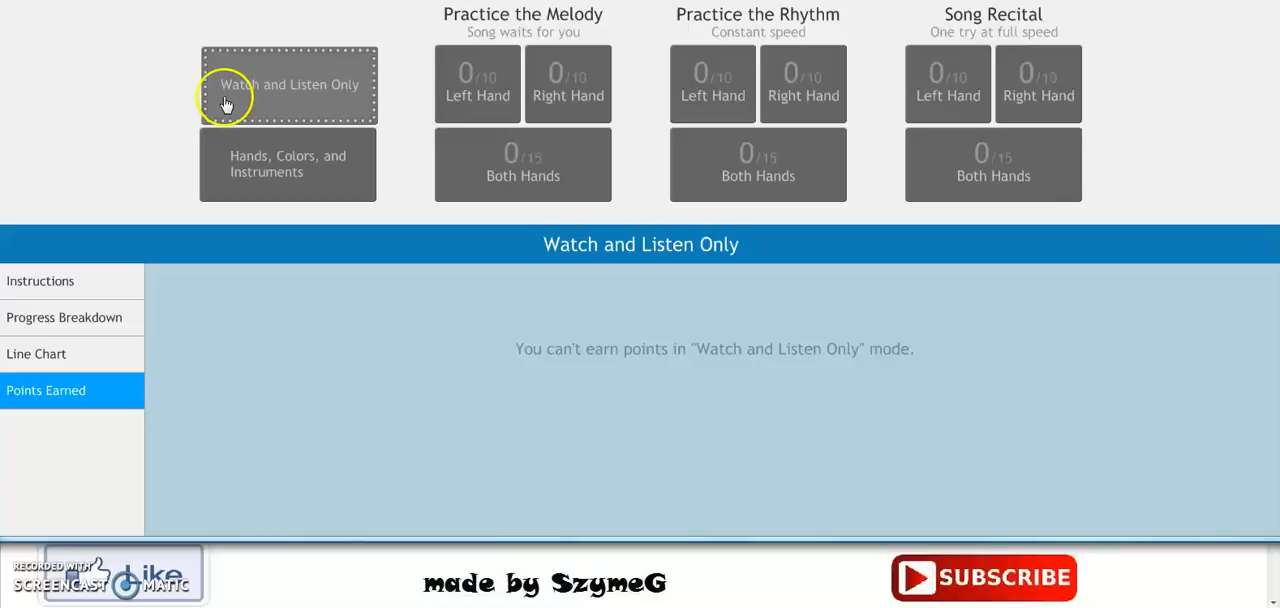 Practice the Melody
Song waits for you
Practice the Rhythm
Constant speed
Song Recital
One try at full speed
Watch and Listen Only
0/10
Left Hand
0/10
Right Hand
0/10
Left Hand
0/10
Right Hand
0/10
Left Hand
0/10
Right Hand
Hands, Colors, and
Instruments
0/15
Both Hands
0/15
Both Hands
0/15
Both Hands
Watch and Listen Only
Instructions
Progress Breakdown
Line Chart
Points Earned
You can't earn points in "Watch and Listen Only" mode.
RECORDED WITH
SCREENCAST MATIC
Like
made by SzymeG
SUBSCRIBE